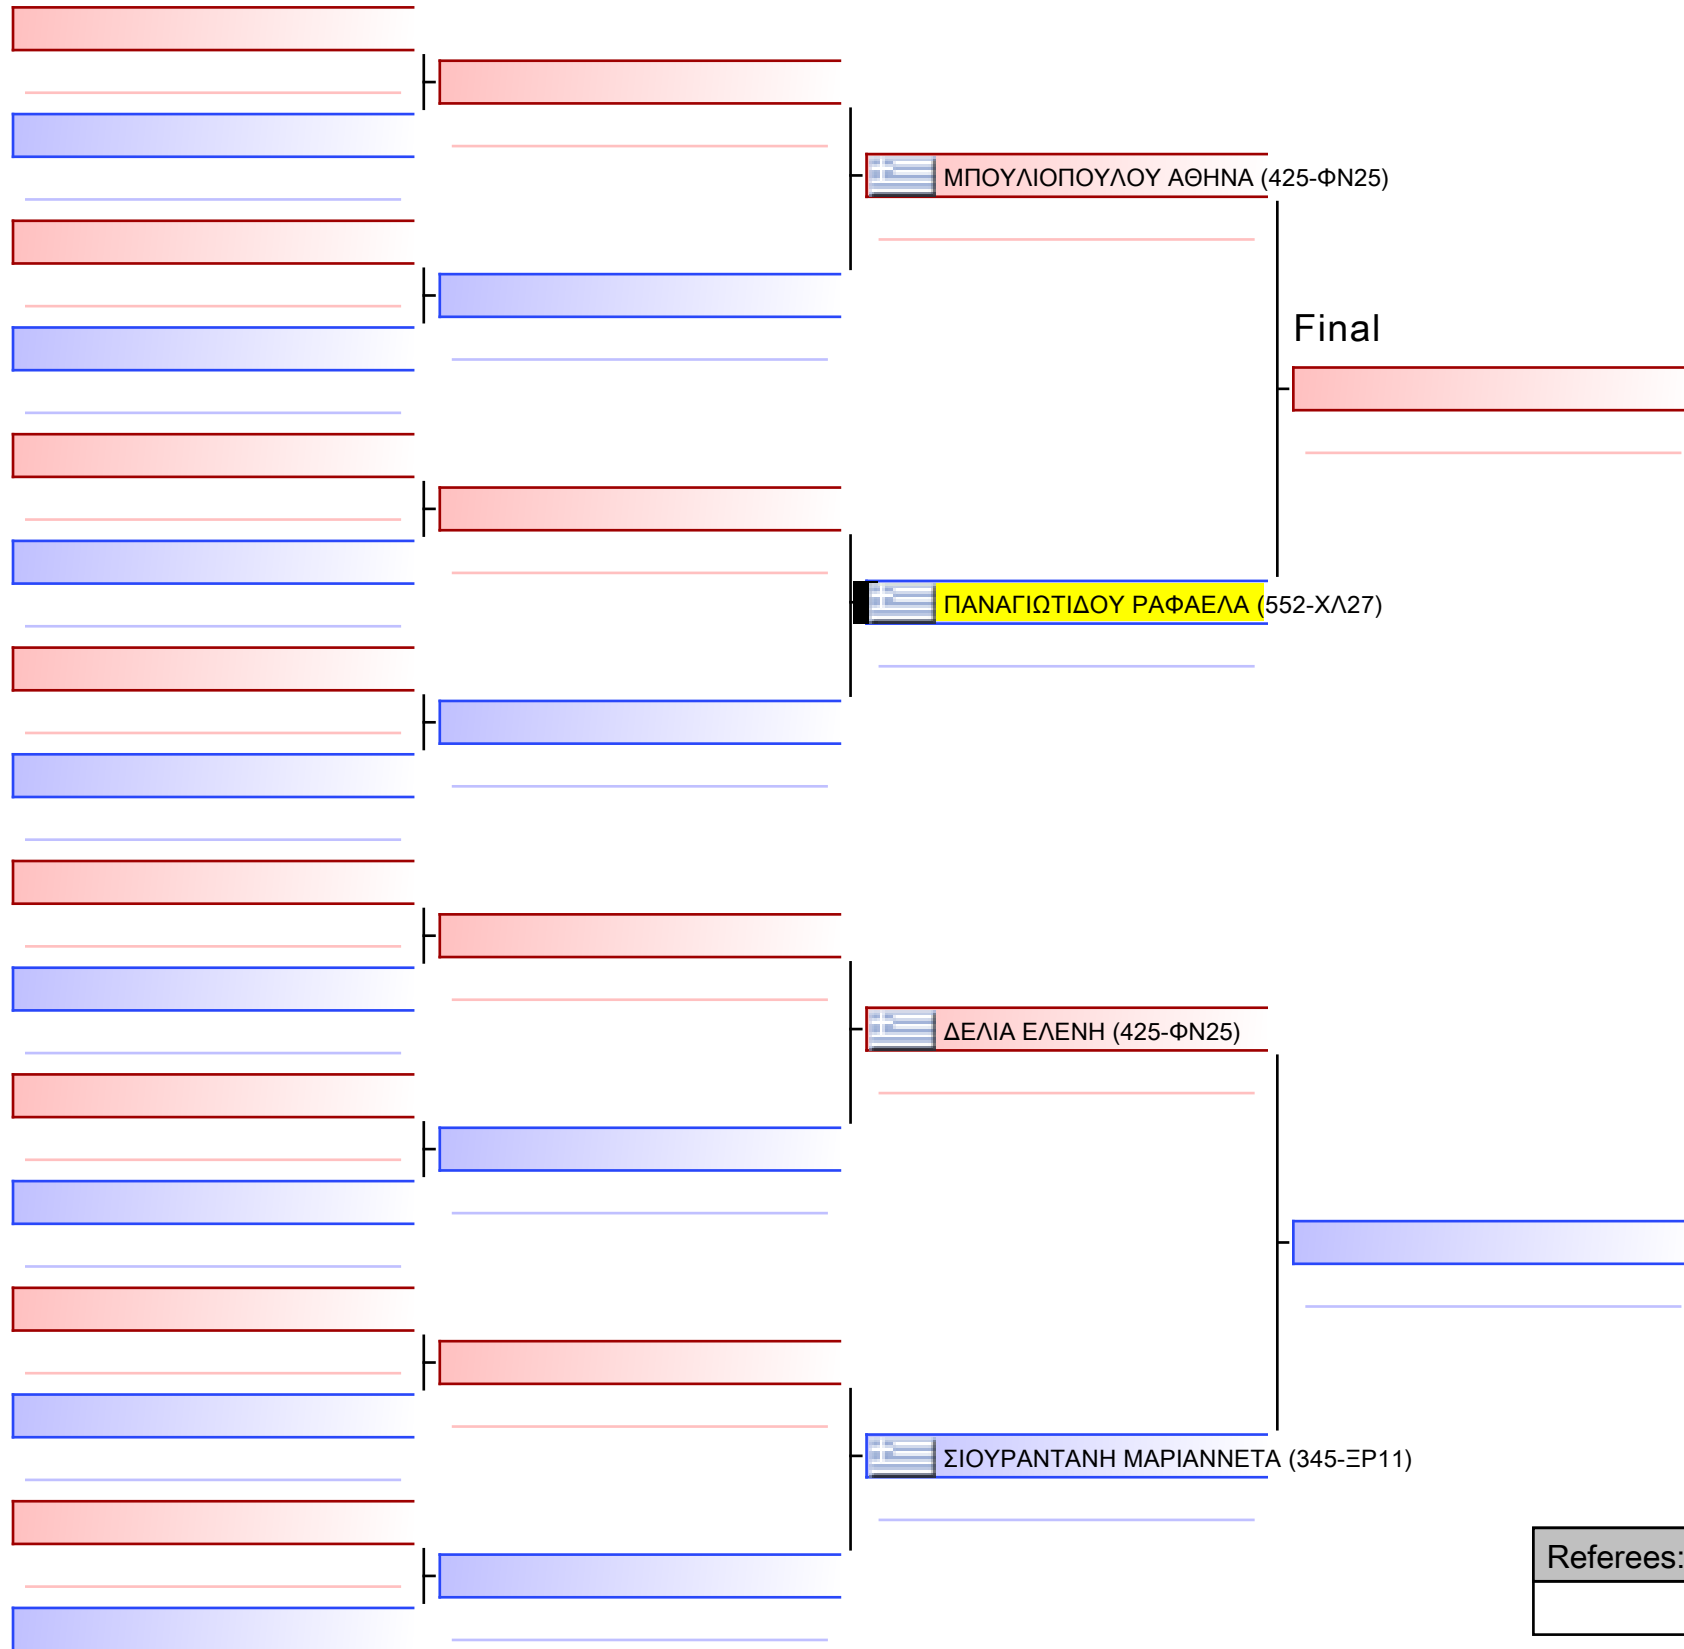 ΜΠΟΥΛΙΟΠΟΥΛΟΥ ΑΘΗΝΑ (425-ΦΝ25)
Final
ΠΑΝΑΓΙΩΤΙΔΟΥ ΡΑΦΑΕΛΑ (552-ΧΛ27)
ΔΕΛΙΑ ΕΛΕΝΗ (425-ΦΝ25)
ΣΙΟΥΡΑΝΤΑΝΗ ΜΑΡΙΑΝΝΕΤΑ (345-ΞΡ11)
Referees: